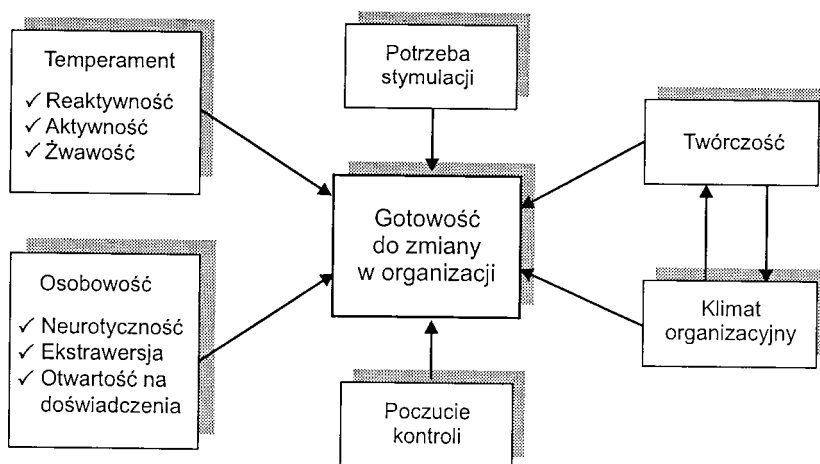 Temperament
✓ Reaktywność
✓ Aktywność
✓ Żwawość
Potrzeba
stymulacji
Twórczość
Gotowość
do zmiany
w organizacji
Osobowość
✓ Neurotyczność
✓ Ekstrawersja
✓ Otwartość na
doświadczenia
Klimat
organizacyjny
Poczucie
kontroli